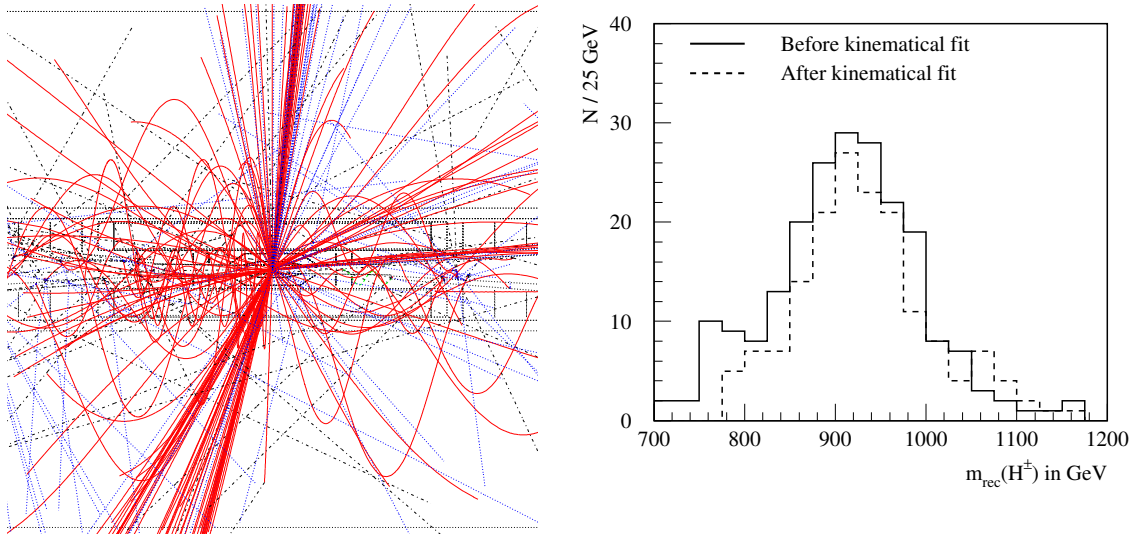 40
Before kinematical fit
After kinematical fit
N / 25 GeV
30
20
10
0
700 800 900 1000 1100 1200
m_rec(H^±) in GeV